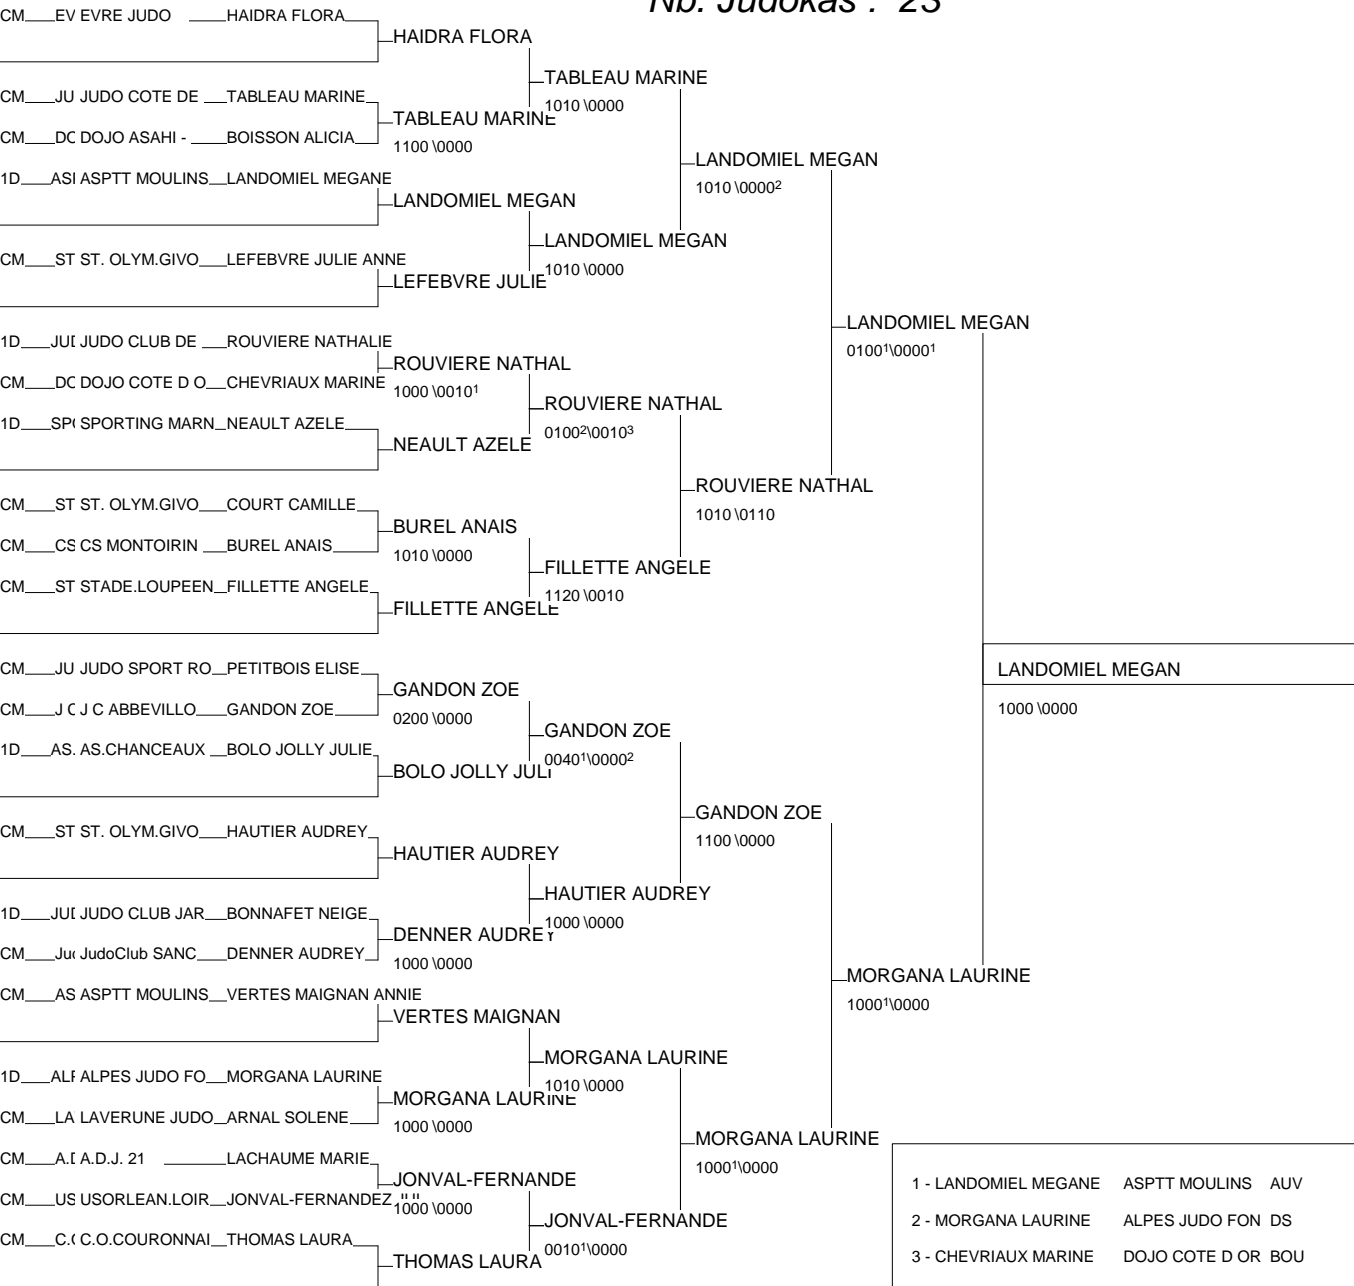 Nb. Judokas : 23
CM EV EVRE JUDO HAIDRA FLORA
HAIDRA FLORA
TABLEAU MARINE
1010 \0000
CM JU JUDO COTE DE TABLEAU MARINE
TABLEAU MARINE
1100 \0000
CM DO DOJO ASAHI - BOISSON ALICIA
LANDOMIEL MEGAN
1010 \0000²
1D ASI ASPTT MOULINS LANDOMIEL MEGANE
LANDOMIEL MEGAN
LANDOMIEL MEGAN
1010 \0000
CM ST ST. OLYM.GIVO LEFEBVRE JULIE ANNE
LEFEBVRE JULIE
LANDOMIEL MEGAN
0100¹\0000¹
1D JUI JUDO CLUB DE ROUVIERE NATHALIE
ROUVIERE NATHAL
1000 \0010¹
CM DO DOJO COTE D O CHEVRIAUX MARINE
ROUVIERE NATHAL
0100²\0010³
1D SP( SPORTING MARN NEAULT AZELE
NEAULT AZELE
ROUVIERE NATHAL
1010 \0110
CM ST ST. OLYM.GIVO COURT CAMILLE
BUREL ANAIS
1010 \0000
CM CS CS MONTOIRIN BUREL ANAIS
FILLETTE ANGELE
1120 \0010
CM ST STADE.LOUPEEN FILLETTE ANGELE
FILLETTE ANGELE
LANDOMIEL MEGAN
1000 \0000
CM JU JUDO SPORT RO PETITBOIS ELISE
GANDON ZOE
0200 \0000
CM J C J C ABBEVILLO GANDON ZOE
GANDON ZOE
0040¹\0000²
1D AS. AS.CHANCEAUX BOLO JOLLY JULIE
BOLO JOLLY JULI
GANDON ZOE
1100 \0000
CM ST ST. OLYM.GIVO HAUTIER AUDREY
HAUTIER AUDREY
HAUTIER AUDREY
1000 \0000
1D JUI JUDO CLUB JAR BONNAFET NEIGE
DENNER AUDREY
1000 \0000
CM Ju JudoClub SANC DENNER AUDREY
MORGANA LAURINE
1000¹\0000
CM AS ASPTT MOULINS VERTES MAIGNAN ANNIE
VERTES MAIGNAN
MORGANA LAURINE
1010 \0000
1D ALF ALPES JUDO FO MORGANA LAURINE
MORGANA LAURINE
1000 \0000
CM LA LAVERUNE JUDO ARNAL SOLENE
MORGANA LAURINE
1000¹\0000
CM A.I A.D.J. 21 LACHAUME MARIE
JONVAL-FERNANDE
1000 \0000
CM US USORLEAN.LOIR JONVAL-FERNANDEZ
JONVAL-FERNANDE
0010¹\0000
CM C.( C.O.COURONNAI THOMAS LAURA
THOMAS LAURA
1 - LANDOMIEL MEGANE ASPTT MOULINS AUV
2 - MORGANA LAURINE ALPES JUDO FON DS
3 - CHEVRIAUX MARINE DOJO COTE D OR BOU